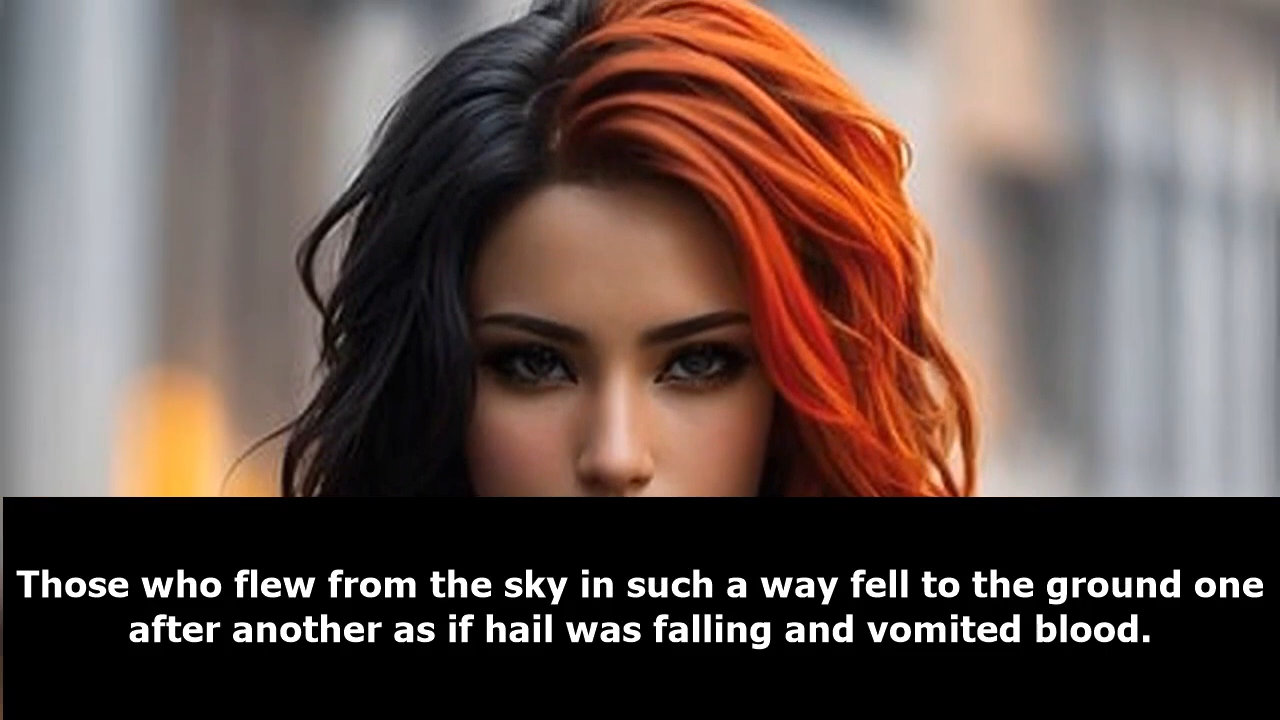 Those who flew from the sky in such a way fell to the ground one
after another as if hail was falling and vomited blood.